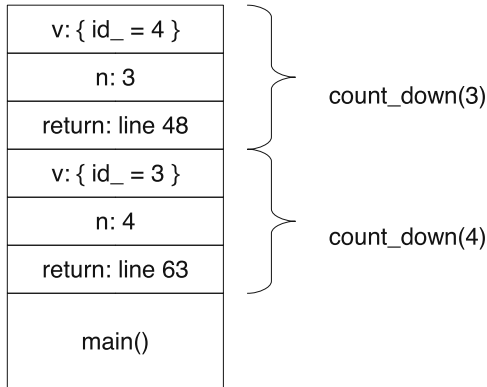 v: { id_ = 4 }
n: 3
return: line 48
count_down(3)
v: { id_ = 3 }
n: 4
return: line 63
count_down(4)
main()